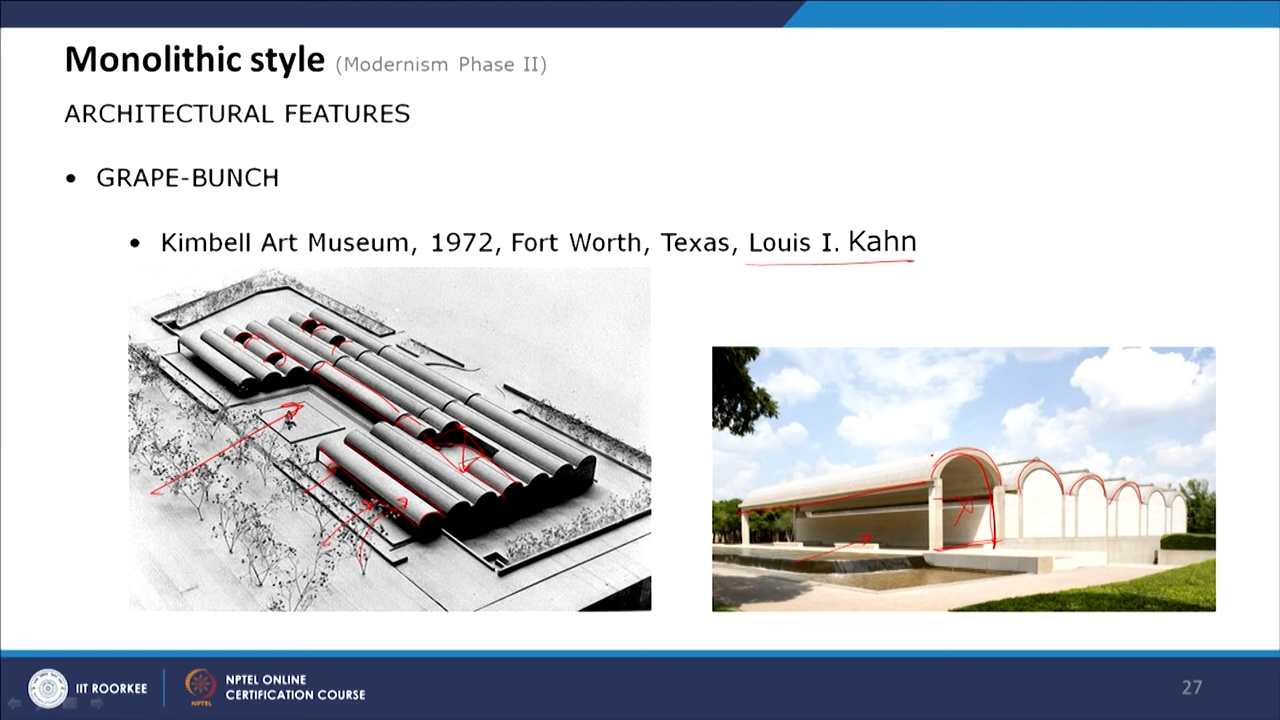 Monolithic style (Modernism Phase II)
ARCHITECTURAL FEATURES
• GRAPE-BUNCH
• Kimbell Art Museum, 1972, Fort Worth, Texas, Louis I. Kahn
IIT ROORKEE
NPTEL
NPTEL ONLINE
CERTIFICATION COURSE
27